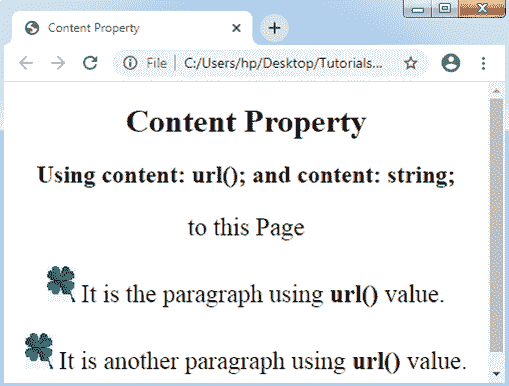 Content Property
File | C:/Users/hp/Desktop/Tutorials...
Content Property
Using content: url(); and content: string;
to this Page
It is the paragraph using url() value.
It is another paragraph using url() value.